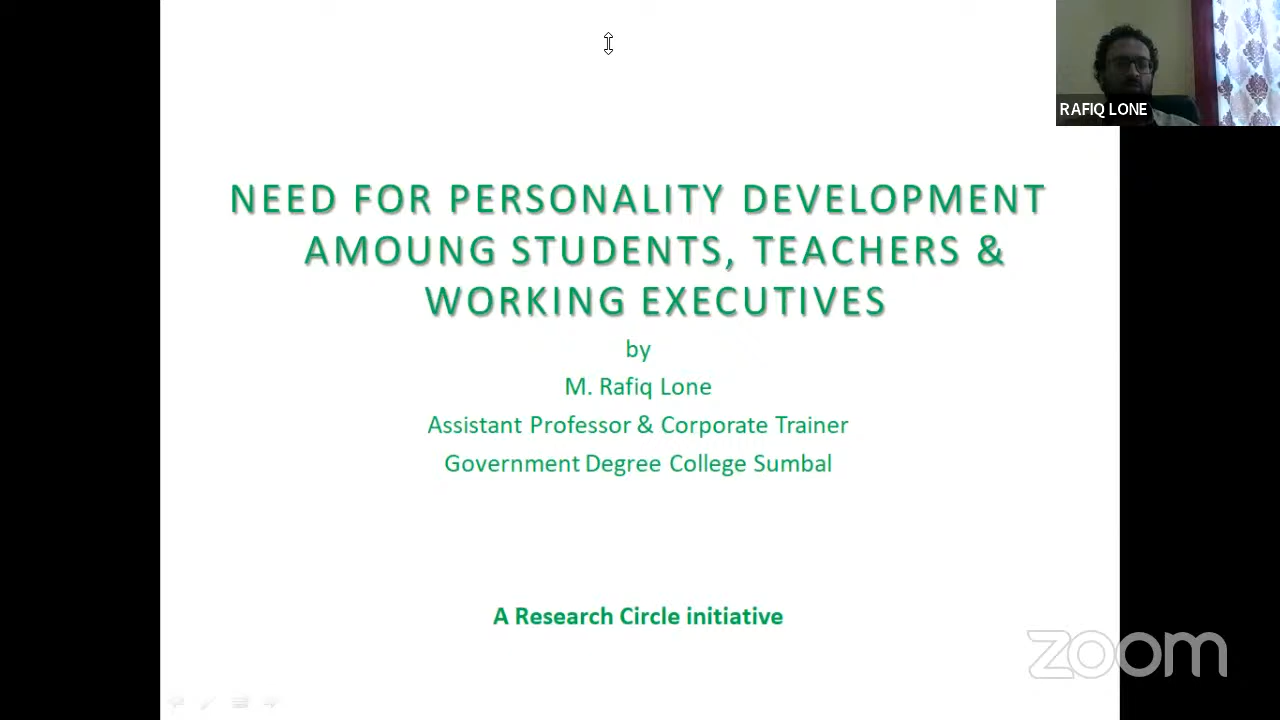 RAFIQ LONE
NEED FOR PERSONALITY DEVELOPMENT
AMOUNG STUDENTS, TEACHERS &
WORKING EXECUTIVES
by
M. Rafiq Lone
Assistant Professor & Corporate Trainer
Government Degree College Sumbal
A Research Circle initiative
zoom